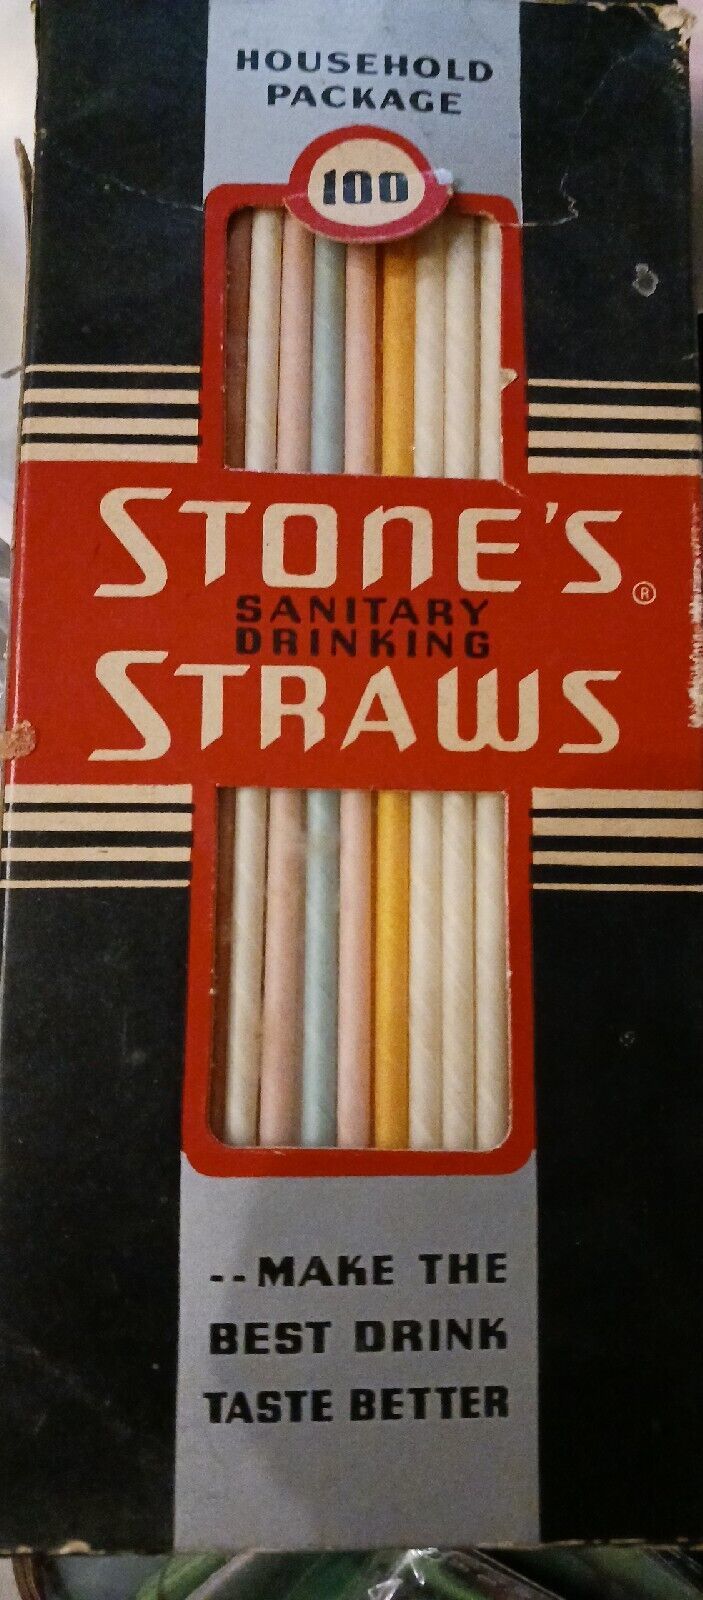 HOUSEHOLD
PACKAGE
100
STONE'S ®
SANITARY
DRINKING
STRAWS
--MAKE THE
BEST DRINK
TASTE BETTER